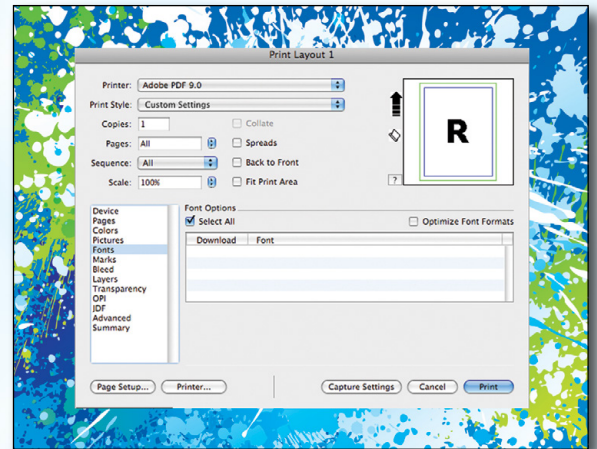 Print Layout 1
Printer: Adobe PDF 9.0
Print Style: Custom Settings
Copies: 1 Collate
Pages: All Spreads
Sequence: All Back to Front
Scale: 100% Fit Print Area
R
?
Device
Pages
Colors
Pictures
Fonts
Marks
Bleed
Layers
Transparency
OPI
JDF
Advanced
Summary
Font Options
Select All Optimize Font Formats
Download Font
Page Setup... Printer... Capture Settings Cancel Print